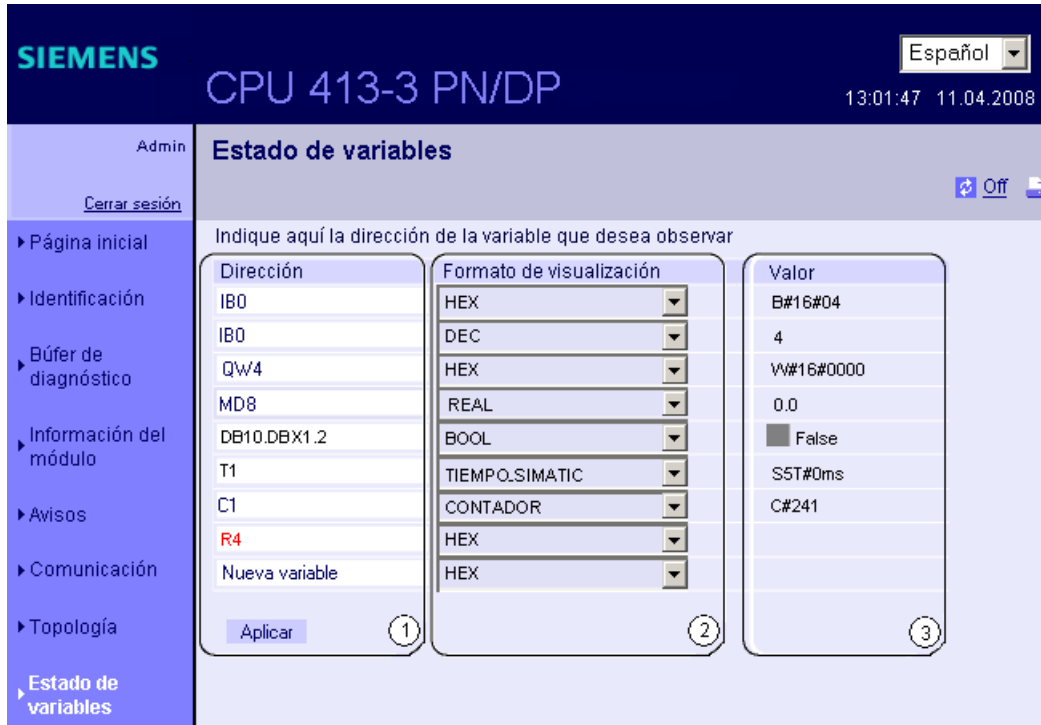 SIEMENS
Español
CPU 413-3 PN/DP
13:01:47 11.04.2008
Admin
Estado de variables
Off
Cerrar sesión
Página inicial
Identificación
Búfer de
diagnóstico
Información del
módulo
Avisos
Comunicación
Topología
Estado de
variables
Indique aquí la dirección de la variable que desea observar
Dirección Formato de visualización Valor
IB0 HEX B#16#04
IB0 DEC 4
QW4 HEX W#16#0000
MD8 REAL 0.0
DB10.DBX1.2 BOOL False
T1 TIEMPO_SIMATIC S5T#0ms
C1 CONTADOR C#241
R4 HEX
Nueva variable HEX
Aplicar 1 2 3